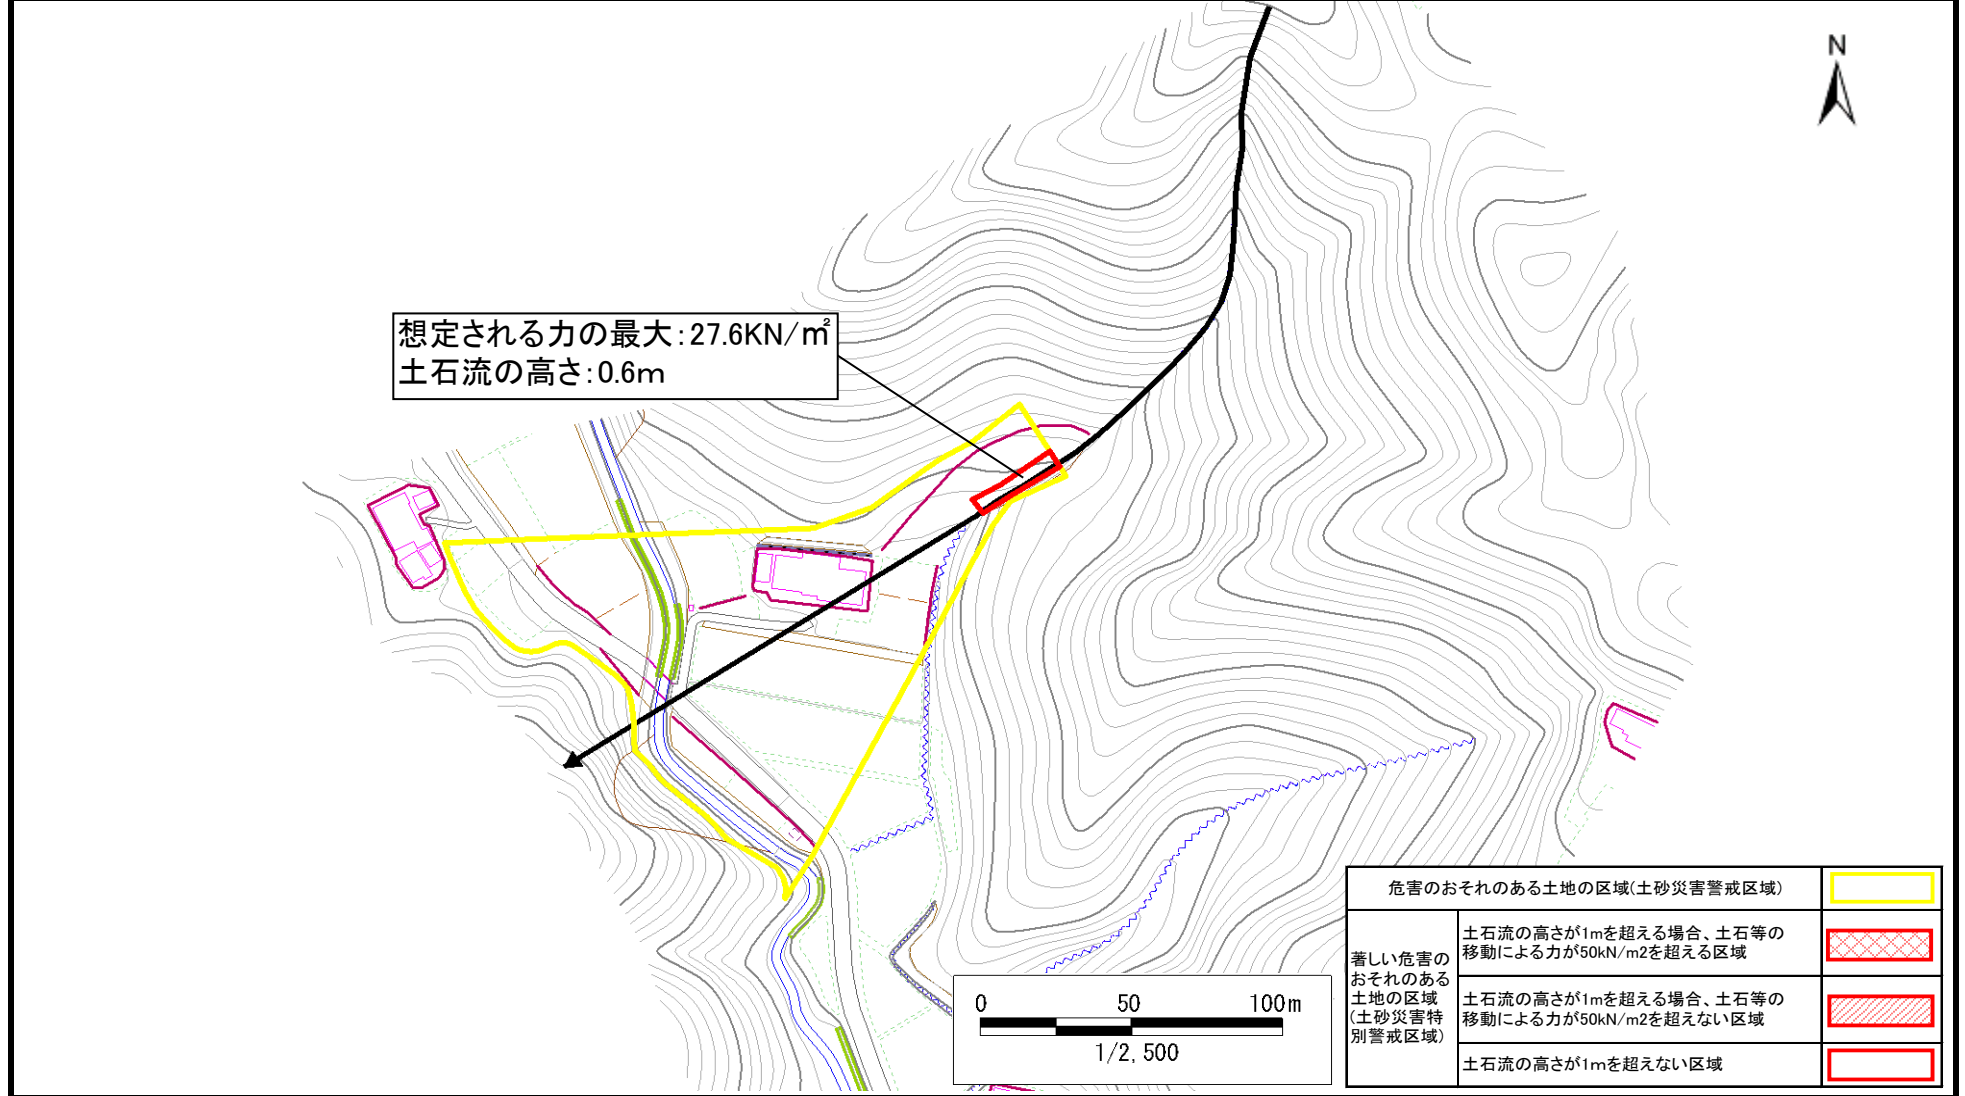 N
想定される力の最大:27.6KN/㎡
土石流の高さ:0.6m
危害のおそれのある土地の区域(土砂災害警戒区域)
著しい危害の
おそれのある
土地の区域
(土砂災害特
別警戒区域)
土石流の高さが1mを超える場合、土石等の
移動による力が50kN/m2を超える区域
土石流の高さが1mを超える場合、土石等の
移動による力が50kN/m2を超えない区域
土石流の高さが1mを超えない区域
0 50 100m
1/2,500